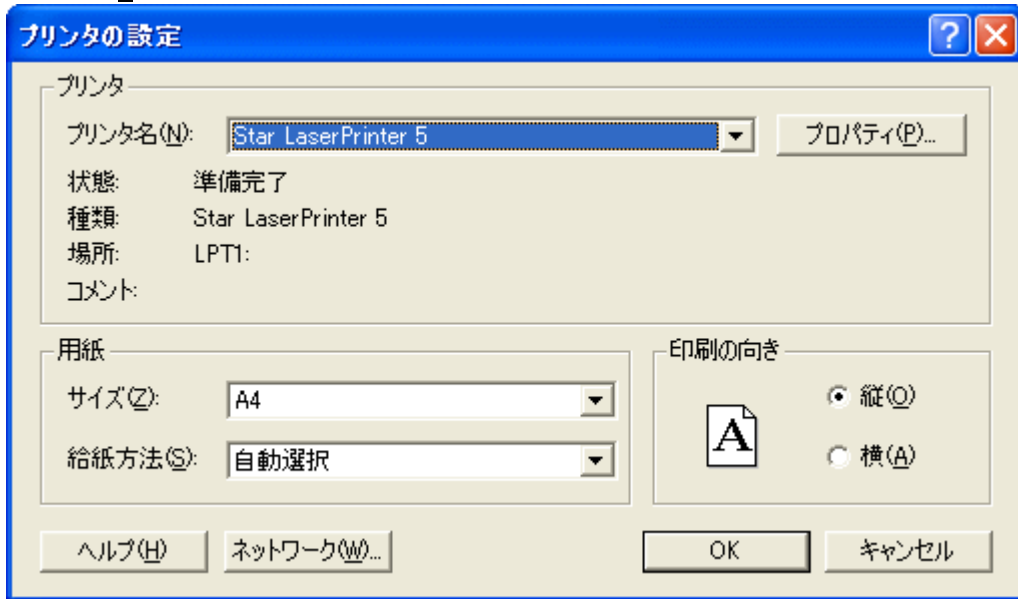 プリンタの設定
プリンタ
プリンタ名(N): Star LaserPrinter 5 プロパティ(P)...
状態: 準備完了
種類: Star LaserPrinter 5
場所: LPT1:
コメント:
用紙
サイズ(Z): A4
給紙方法(S): 自動選択
印刷の向き
A
縦(O)
横(A)
ヘルプ(H) ネットワーク(W)... OK キャンセル